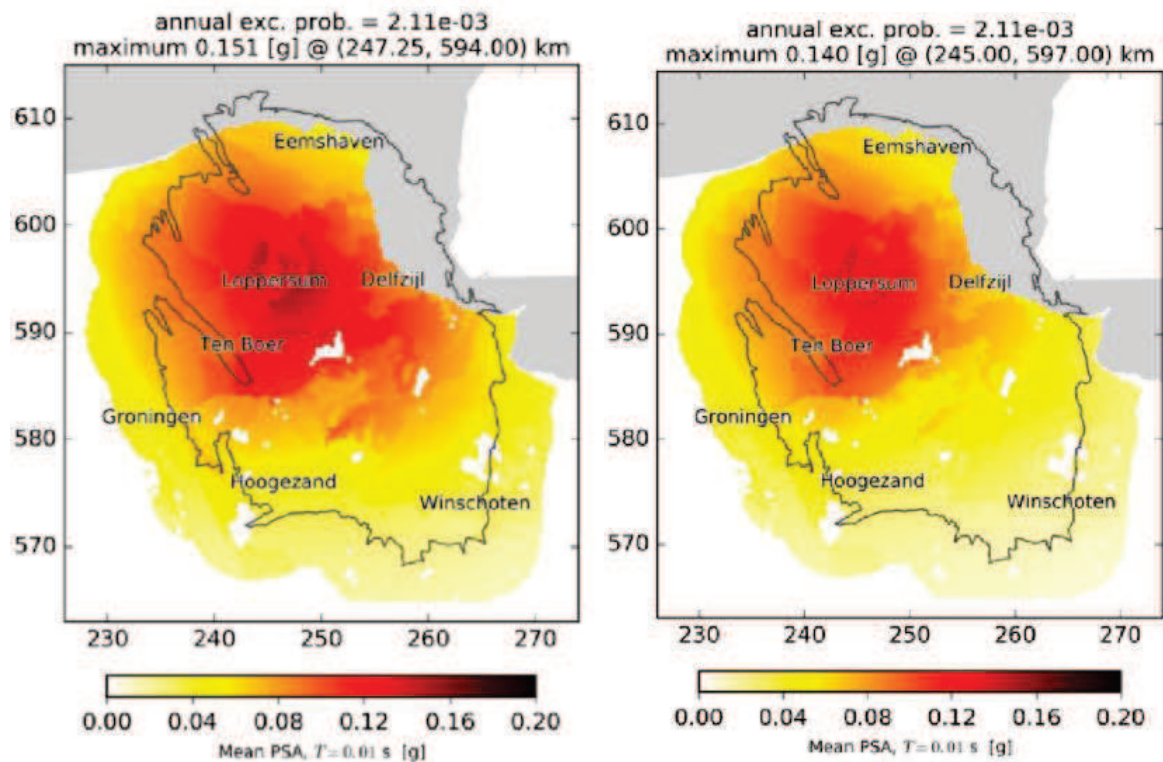 annual exc. prob. = 2.11e-03
maximum 0.151 [g] @ (247.25, 594.00) km
610
600
590
580
570
Eemshaven
Loppersum
Delfzijl
Ten Boer
Groningen
Hoogezand
Winschoten
230 240 250 260 270
0.00 0.04 0.08 0.12 0.16 0.20
Mean PSA, T = 0.01 s [g]
annual exc. prob. = 2.11e-03
maximum 0.140 [g] @ (245.00, 597.00) km
610
600
590
580
570
Eemshaven
Loppersum
Delfzijl
Ten Boer
Groningen
Hoogezand
Winschoten
230 240 250 260 270
0.00 0.04 0.08 0.12 0.16 0.20
Mean PSA, T = 0.01 s [g]